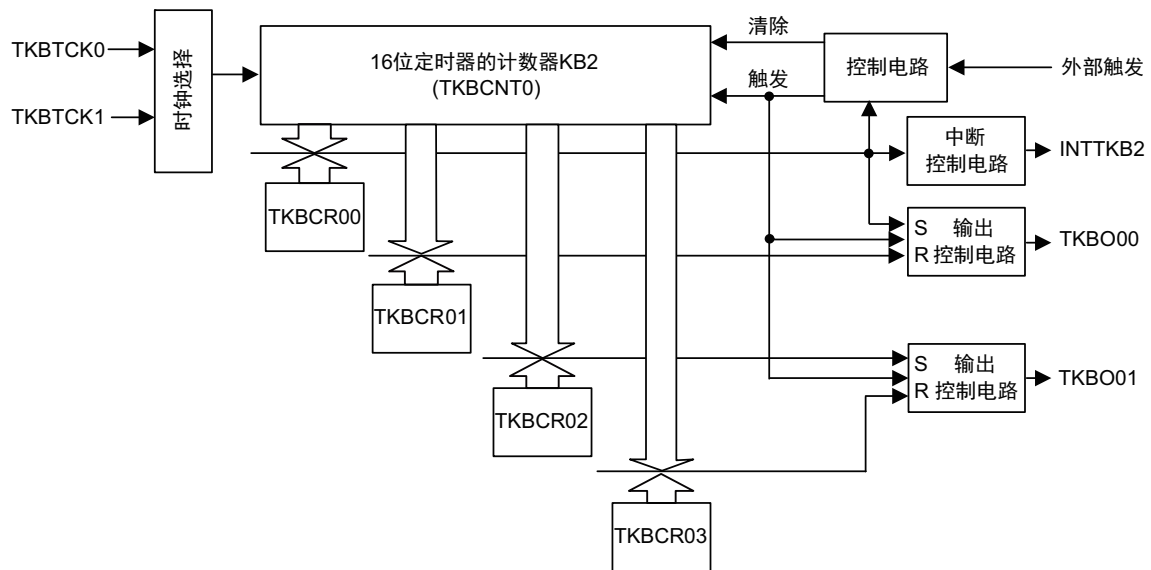 TKBTCK0
TKBTCK1
时钟选择
16位定时器的计数器KB2
(TKBCNT0)
清除
触发
控制电路
外部触发
中断
控制电路
INTTKB2
TKBCR00
S 输出
R 控制电路
TKBO00
TKBCR01
S 输出
R 控制电路
TKBO01
TKBCR02
TKBCR03